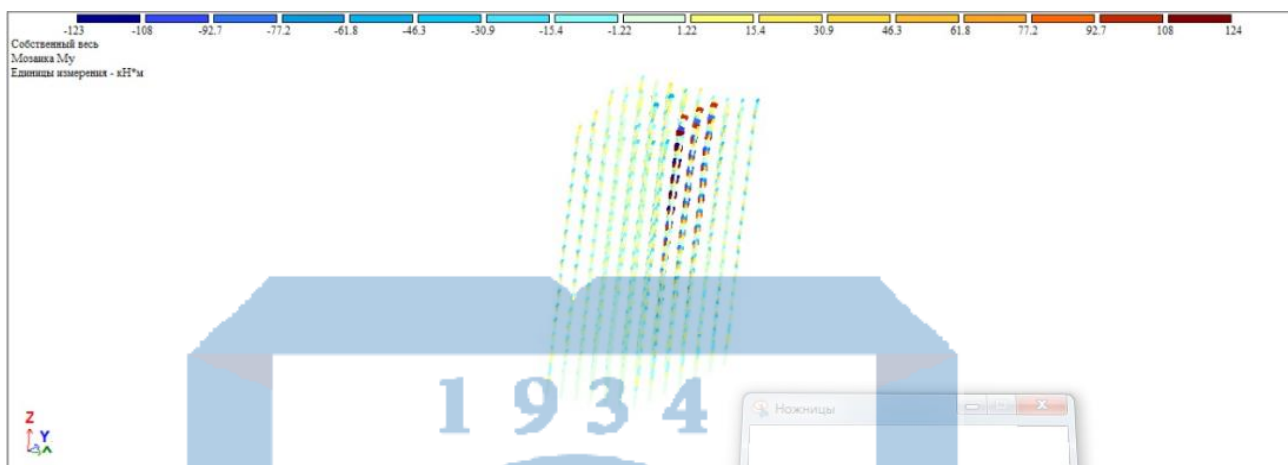 -123 -108 -92.7 -77.2 -61.8 -46.3 -30.9 -15.4 -1.22 1.22 15.4 30.9 46.3 61.8 77.2 92.7 108 124
Собственный весь
Мозаика My
Единицы измерения - кН*м
1934
Ножницы
Z
Y